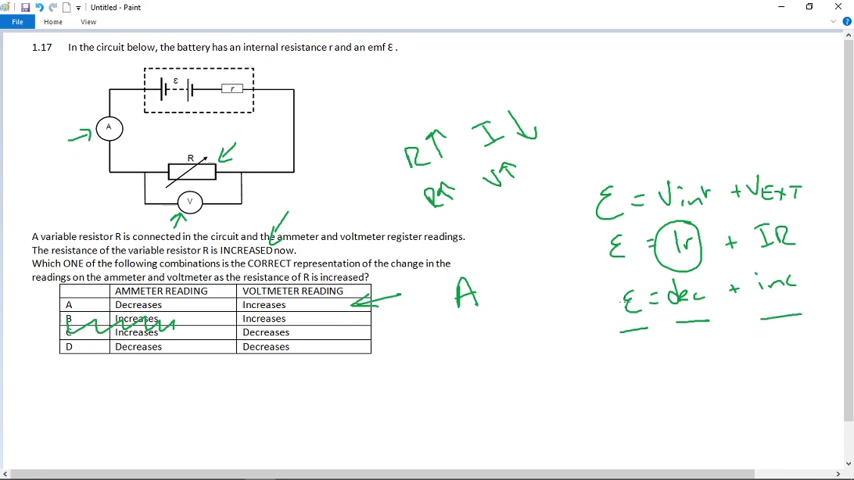 Untitled - Paint
File Home View
1.17 In the circuit below, the battery has an internal resistance r and an emf Ɛ .
ε
r
A
R
V
R↑ I↓
R↑ V↑
Ɛ = Vint + VEXT
Ɛ = Ir + IR
Ɛ = dec + inc
A variable resistor R is connected in the circuit and the ammeter and voltmeter register readings.
The resistance of the variable resistor R is INCREASED now.
Which ONE of the following combinations is the CORRECT representation of the change in the
readings on the ammeter and voltmeter as the resistance of R is increased?
AMMETER READING VOLTMETER READING
A Decreases Increases
B Increases Increases
C Increases Decreases
D Decreases Decreases
A